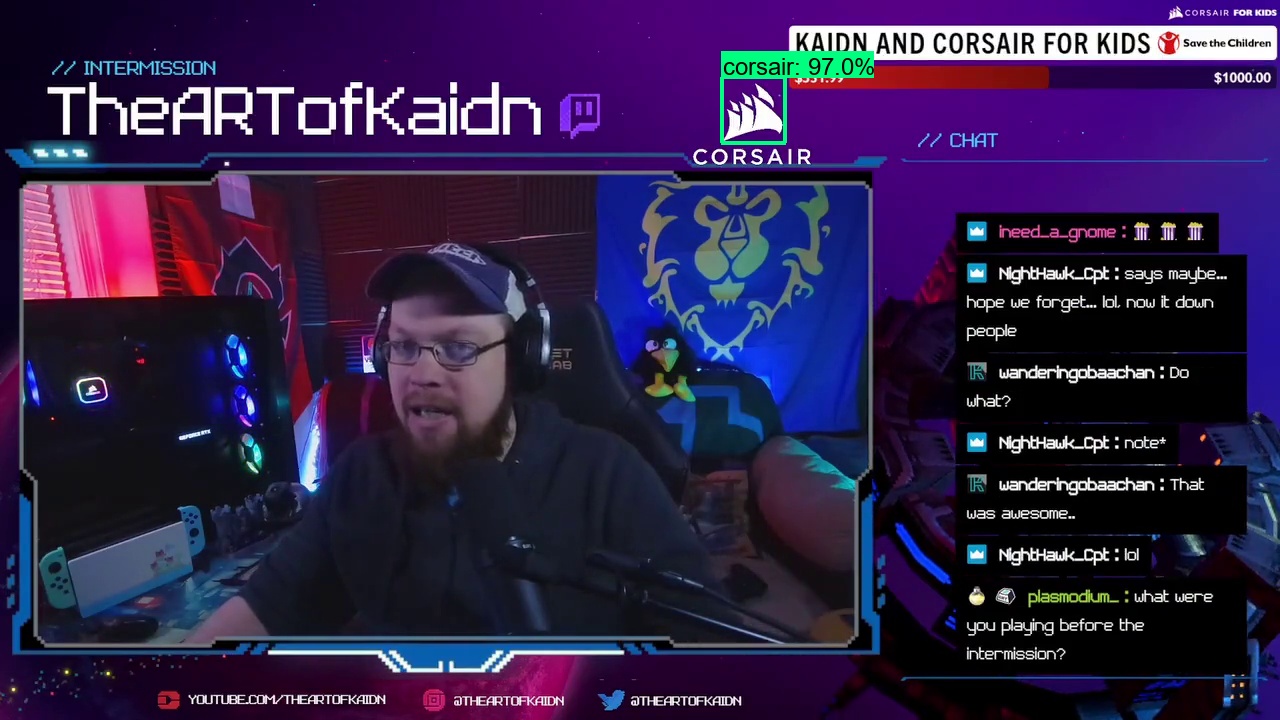 CORSAIR FOR KIDS
KAIDN AND CORSAIR FOR KIDS
Save the Children
corsair: 97.0%
$1000.00
// INTERMISSION
TheARTofKaidn
CORSAIR
// CHAT
ineed_a_gnome :
NightHawk_Cpt : says maybe...
hope we forget... lol, now it down
people
wanderingobaachan : Do
what?
NightHawk_Cpt : note*
wanderingobaachan : That
was awesome..
NightHawk_Cpt : lol
plasmodium_ : what were
you playing before the
intermission?
GEFORCE RTX
YOUTUBE.COM/THEARTOFKAIDN
@THEARTOFKAIDN
@THEARTOFKAIDN